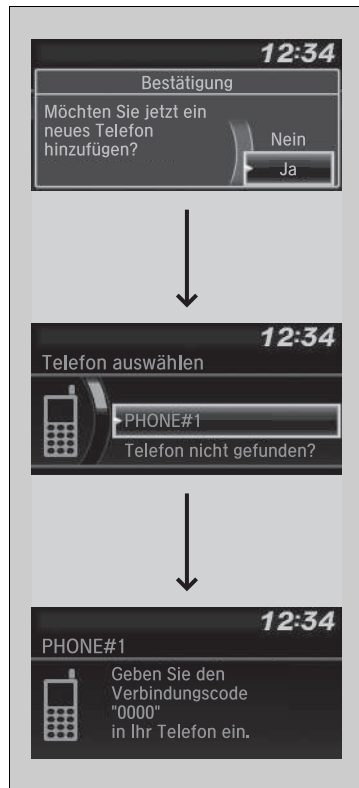 12:34
Bestätigung
Möchten Sie jetzt ein
neues Telefon
hinzufügen?
Nein
Ja
12:34
Telefon auswählen
PHONE#1
Telefon nicht gefunden?
12:34
PHONE#1
Geben Sie den
Verbindungscode
"0000"
in Ihr Telefon ein.